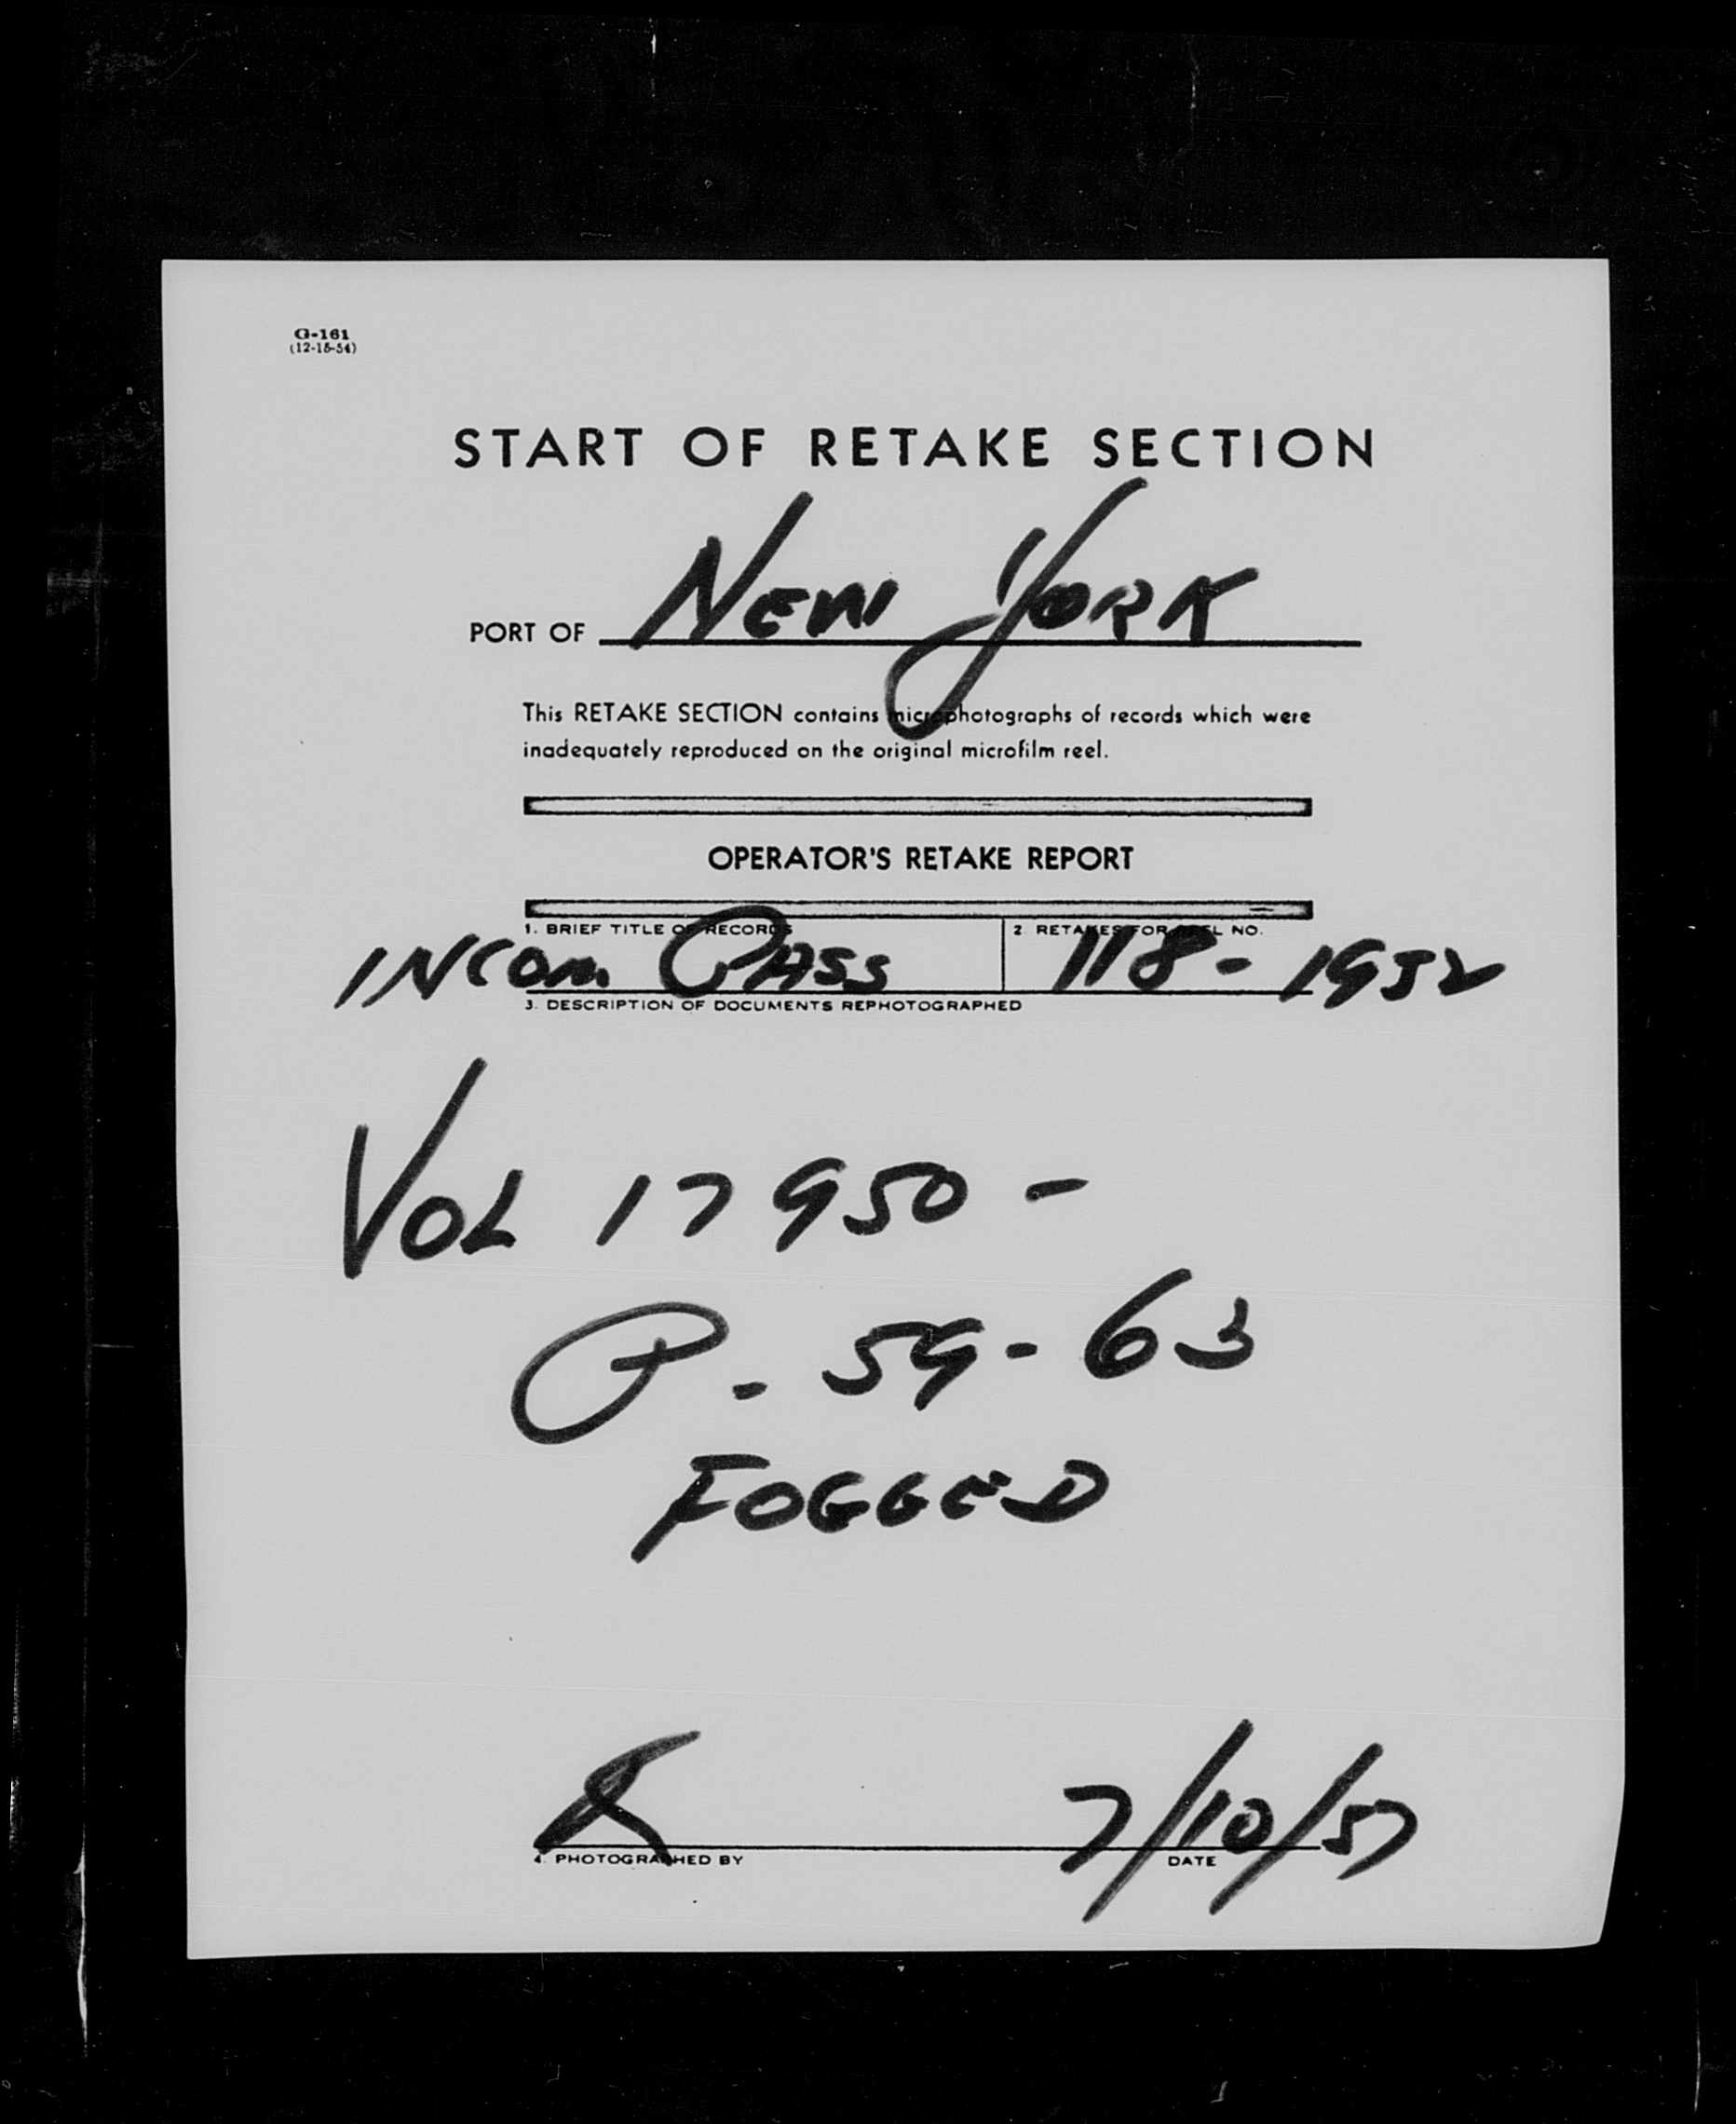 G-161
(12-15-54)
START OF RETAKE SECTION
PORT OF NEW YORK
This RETAKE SECTION contains microphotographs of records which were
inadequately reproduced on the original microfilm reel.
OPERATOR'S RETAKE REPORT
1. BRIEF TITLE OF RECORDS 2. RETAKES FOR REEL NO.
INCOM PASS 118-1952
3. DESCRIPTION OF DOCUMENTS REPHOTOGRAPHED
VOL 17950-
P. 59-63
FOGGED
7/10/57
4. PHOTOGRAPHED BY DATE